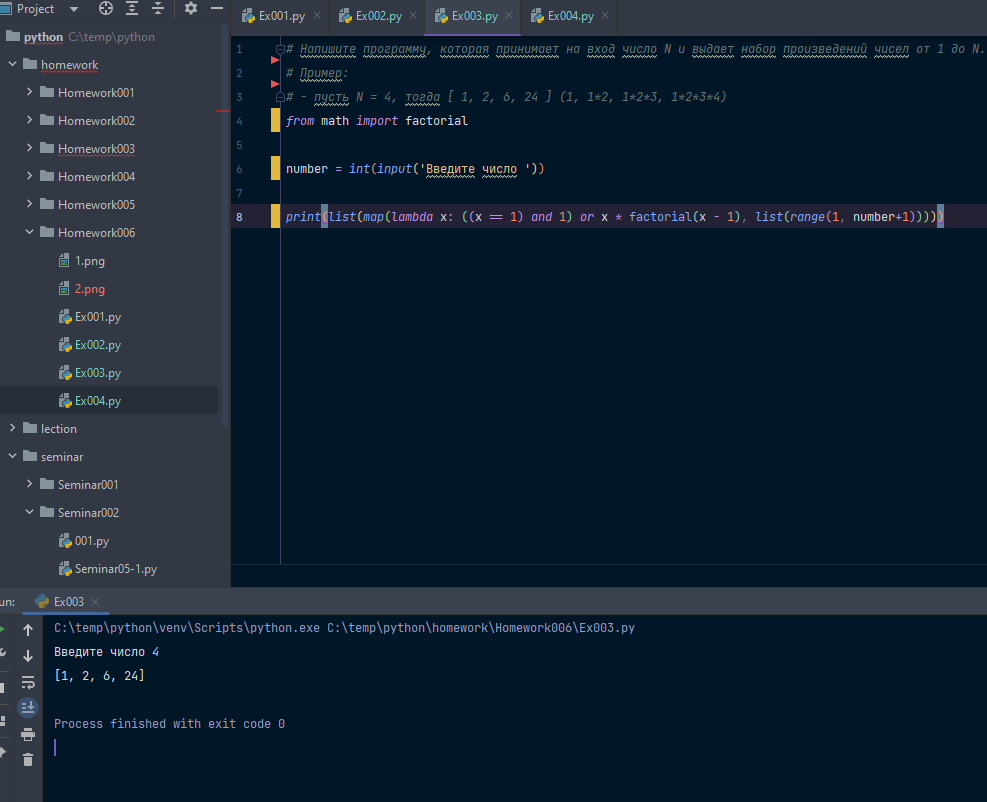 Project
Ex001.py
Ex002.py
Ex003.py
Ex004.py
python C:\temp\python
homework
Homework001
Homework002
Homework003
Homework004
Homework005
Homework006
1.png
2.png
Ex001.py
Ex002.py
Ex003.py
Ex004.py
lection
seminar
Seminar001
Seminar002
001.py
Seminar05-1.py
1 # Напишите программу, которая принимает на вход число N и выдает набор произведений чисел от 1 до N.
2 # Пример:
3 # - пусть N = 4, тогда [ 1, 2, 6, 24 ] (1, 1*2, 1*2*3, 1*2*3*4)
4 from math import factorial
5
6 number = int(input('Введите число '))
7
8 print(list(map(lambda x: ((x == 1) and 1) or x * factorial(x - 1), list(range(1, number+1)))))
un: Ex003
C:\temp\python\venv\Scripts\python.exe C:\temp\python\homework\Homework006\Ex003.py
Введите число 4
[1, 2, 6, 24]
Process finished with exit code 0